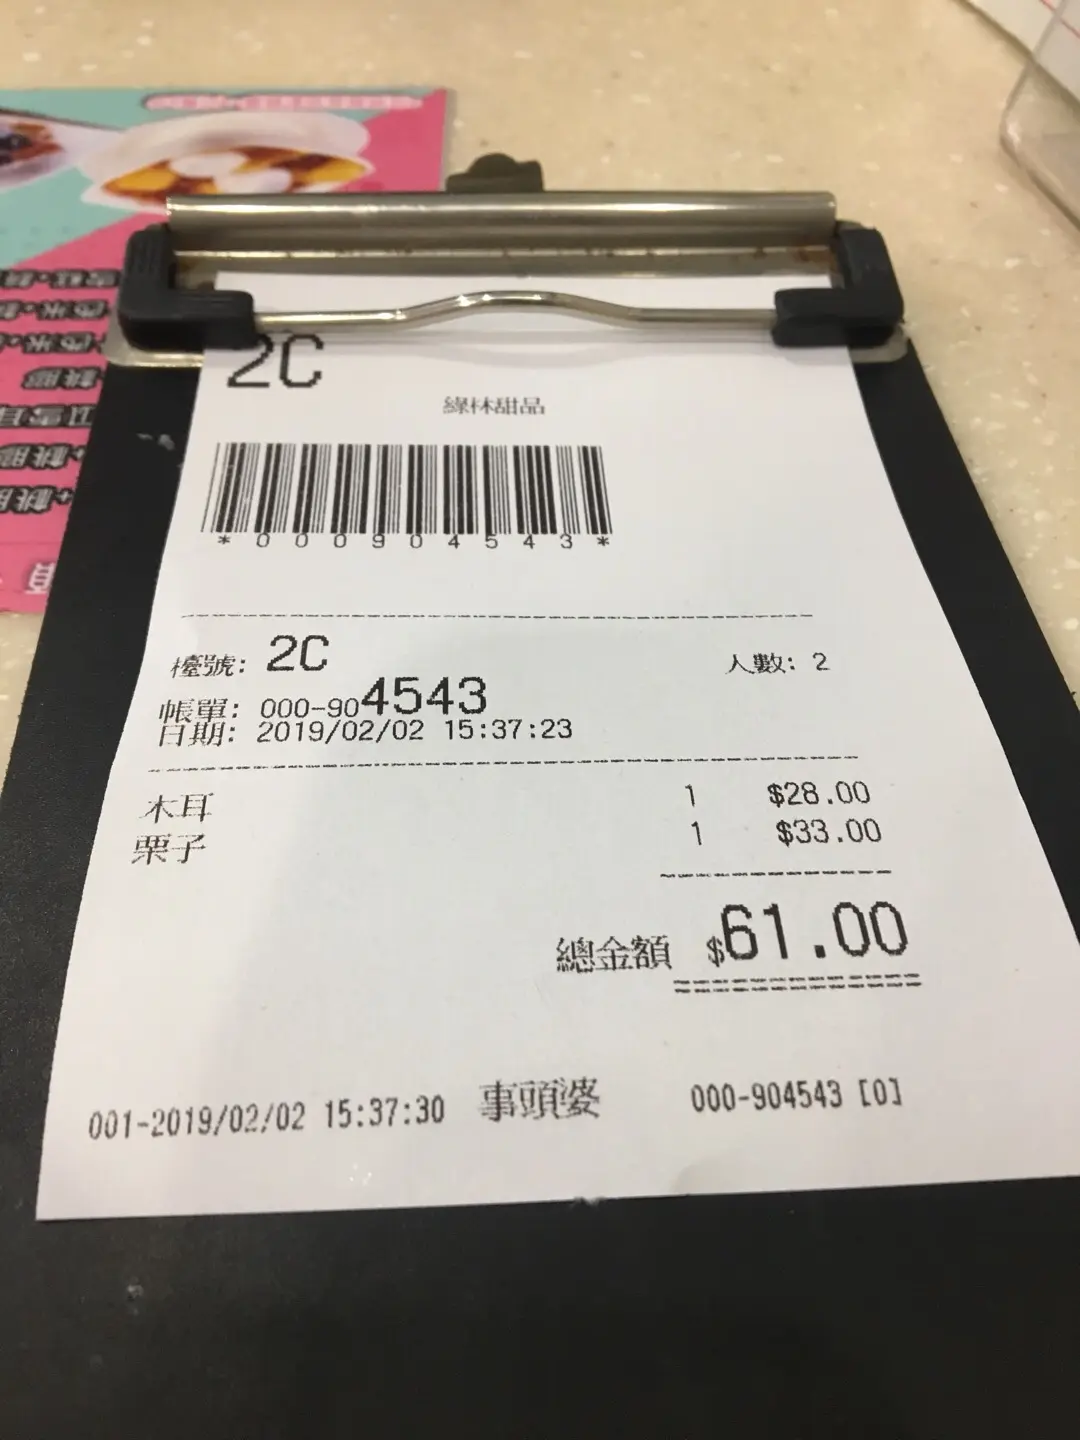 2C
綠林甜品
*000904543*
檯號: 2C 人數: 2
帳單: 000-904543
日期: 2019/02/02 15:37:23
木耳 1 $28.00
栗子 1 $33.00
總金額 $61.00
001-2019/02/02 15:37:30 事頭婆 000-904543 [0]